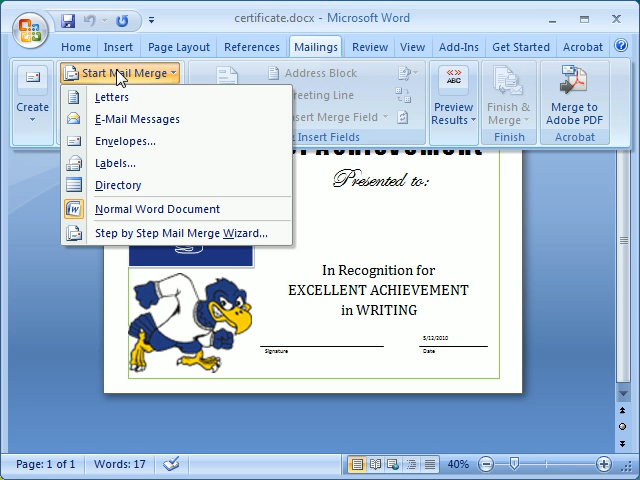 certificate.docx - Microsoft Word
Home Insert Page Layout References Mailings Review View Add-Ins Get Started Acrobat
Create
Start Mail Merge
Letters
E-Mail Messages
Envelopes...
Labels...
Directory
Normal Word Document
Step by Step Mail Merge Wizard...
Address Block
Greeting Line
Insert Merge Field
Insert Fields
ABC
Preview Results
Finish & Merge
Finish
Merge to Adobe PDF
Acrobat
Achievement
Presented to:
In Recognition for
EXCELLENT ACHIEVEMENT
in WRITING
5/12/2010
Signature
Date
Page: 1 of 1 Words: 17 40%